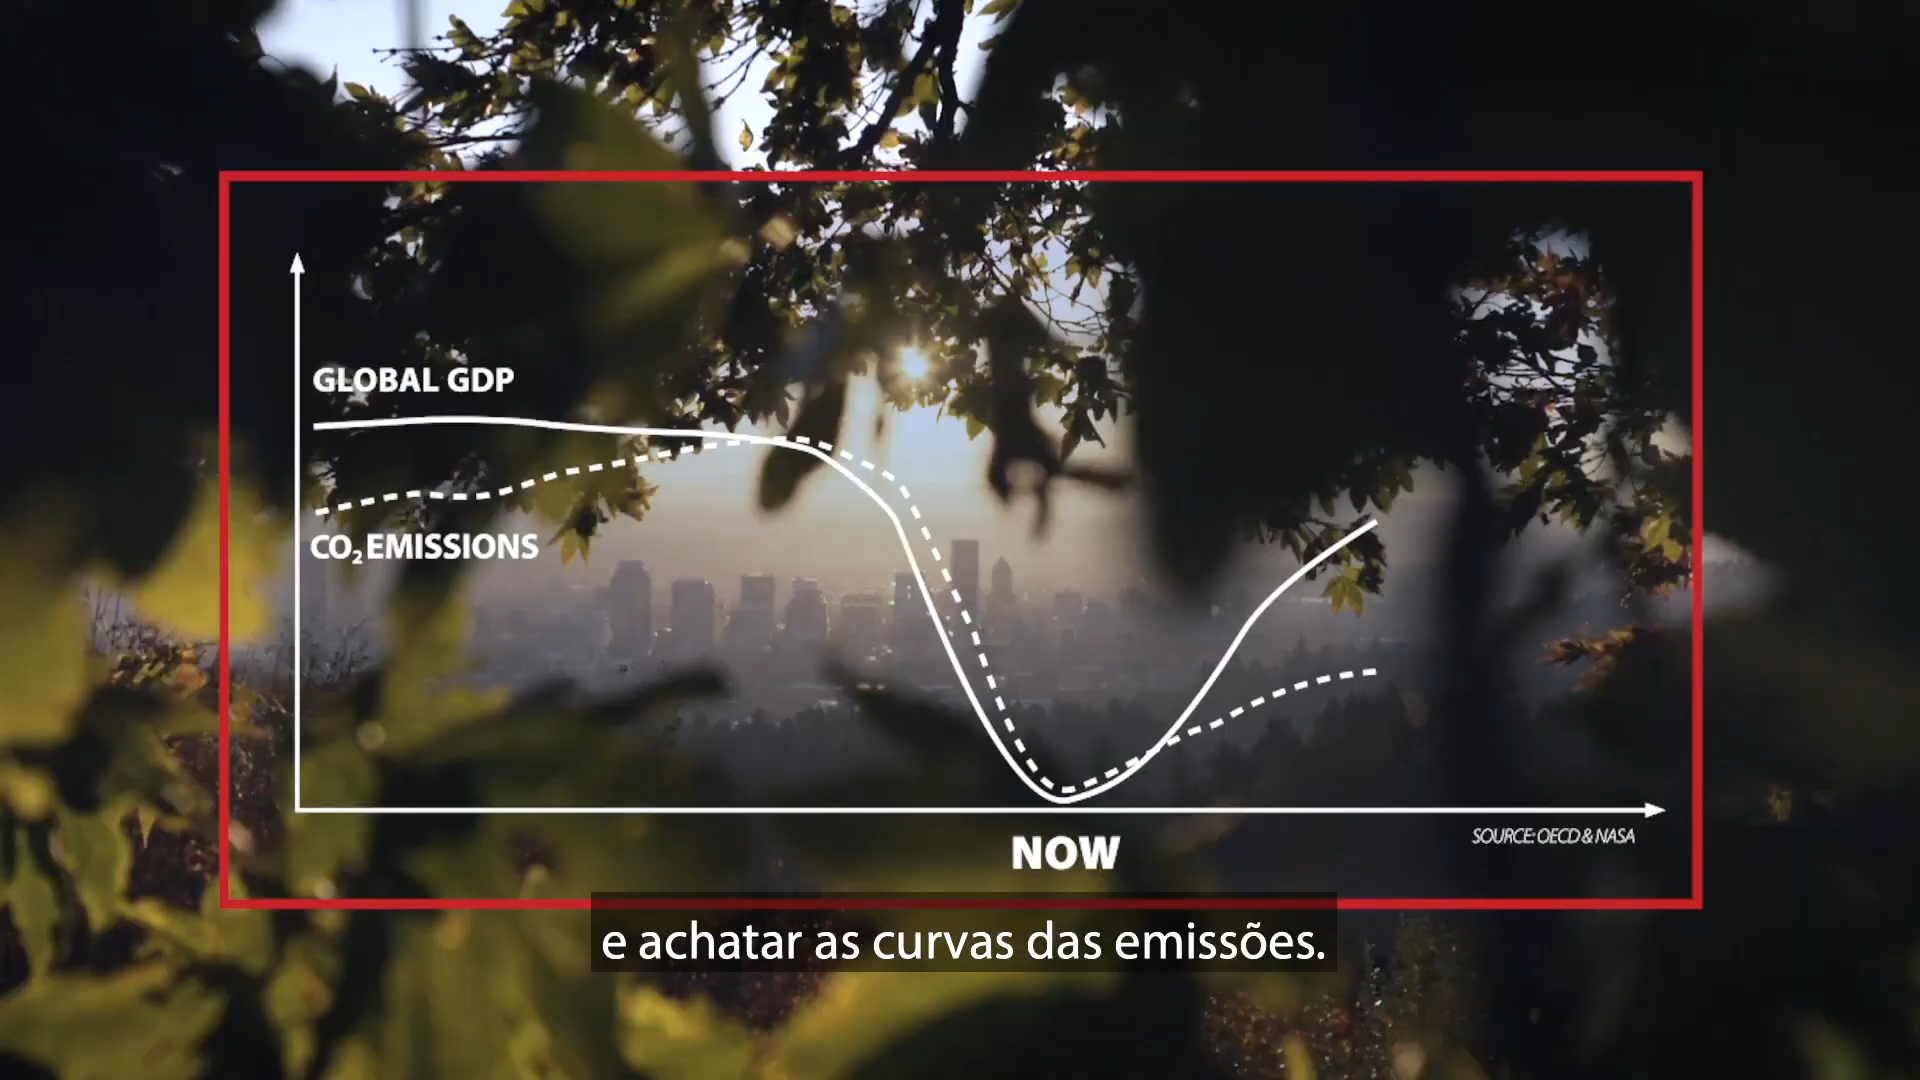 GLOBAL GDP
CO₂ EMISSIONS
NOW
SOURCE: OECD & NASA
e achatar as curvas das emissões.